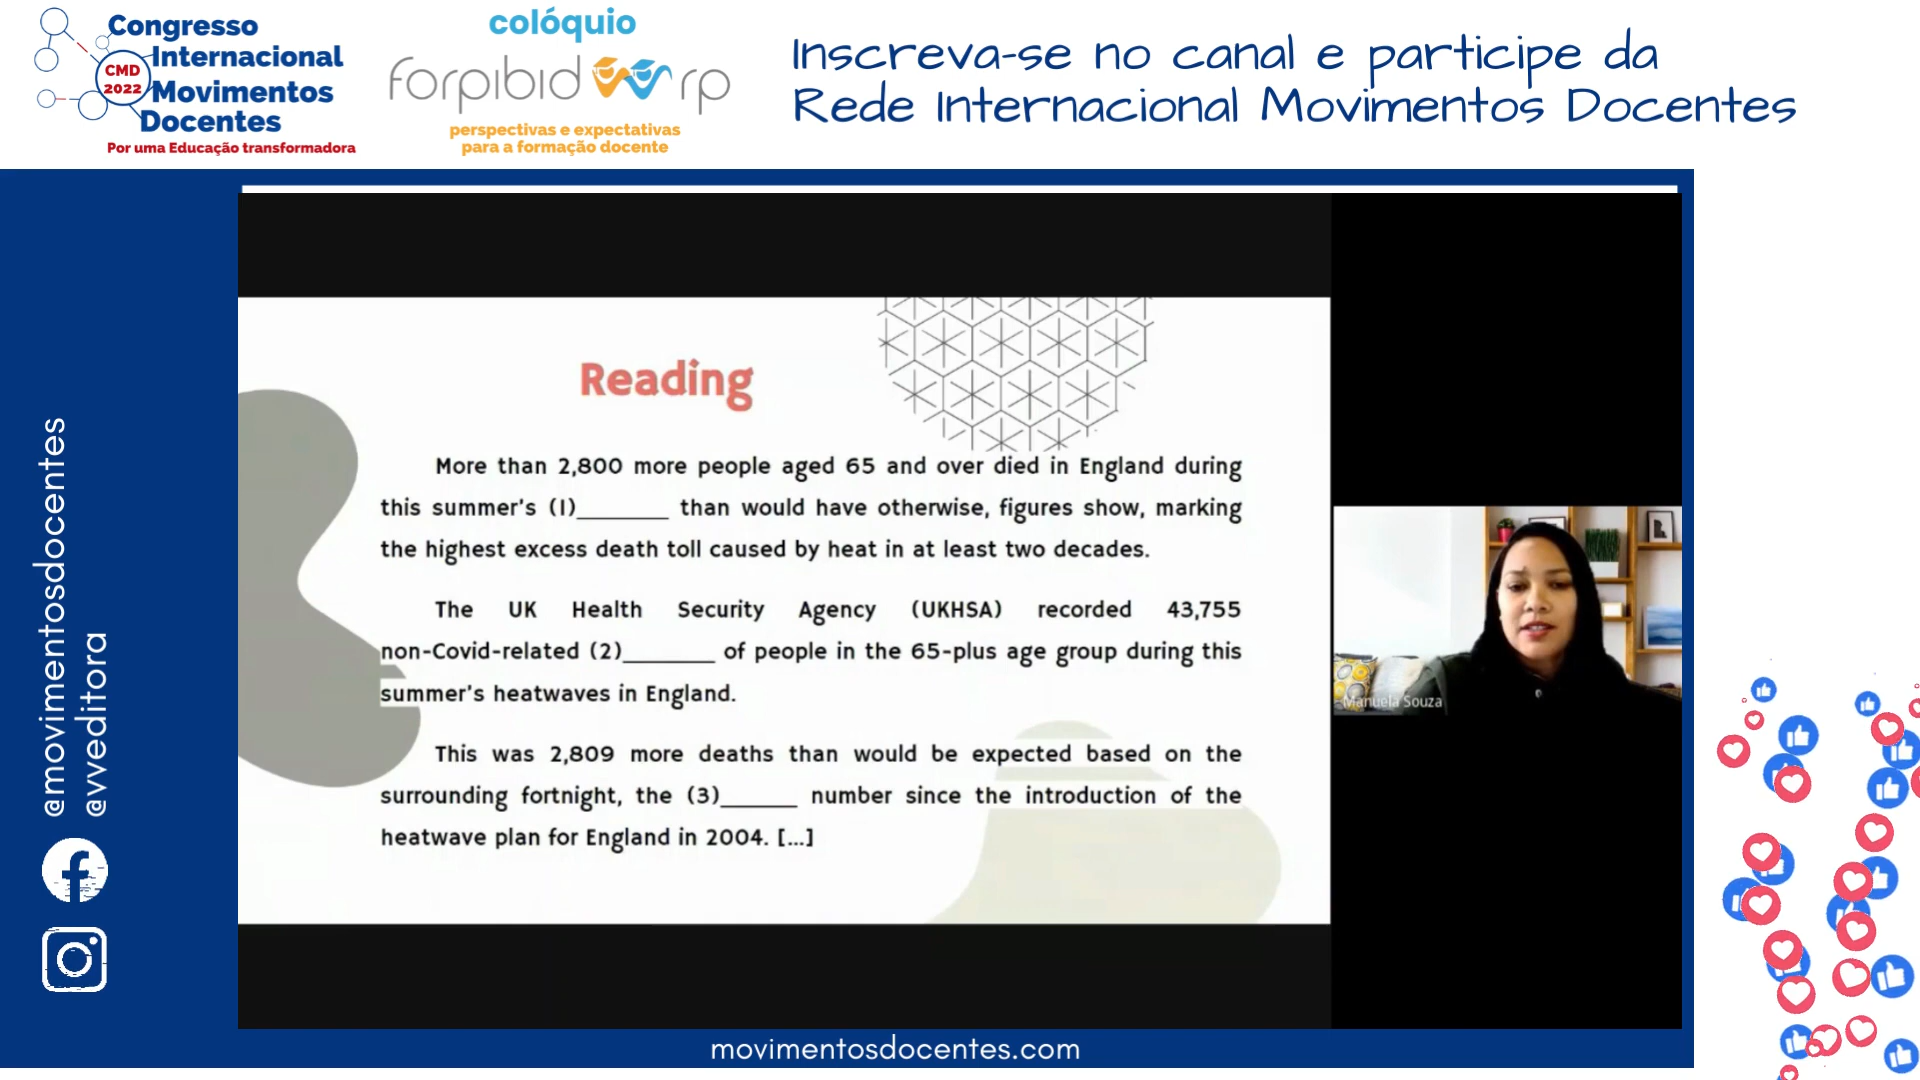 Congresso
Internacional
CMD
2022
Movimentos
Docentes
Por uma Educação transformadora
colóquio
forpibid rp
perspectivas e expectativas
para a formação docente
Inscreva-se no canal e participe da
Rede Internacional Movimentos Docentes
@movimentosdocentes
@vveditora
Reading
More than 2,800 more people aged 65 and over died in England during
this summer's (1)_______ than would have otherwise, figures show, marking
the highest excess death toll caused by heat in at least two decades.
The UK Health Security Agency (UKHSA) recorded 43,755
non-Covid-related (2)_______ of people in the 65-plus age group during this
summer's heatwaves in England.
This was 2,809 more deaths than would be expected based on the
surrounding fortnight, the (3)______ number since the introduction of the
heatwave plan for England in 2004. [...]
Manuela Souza
movimentosdocentes.com